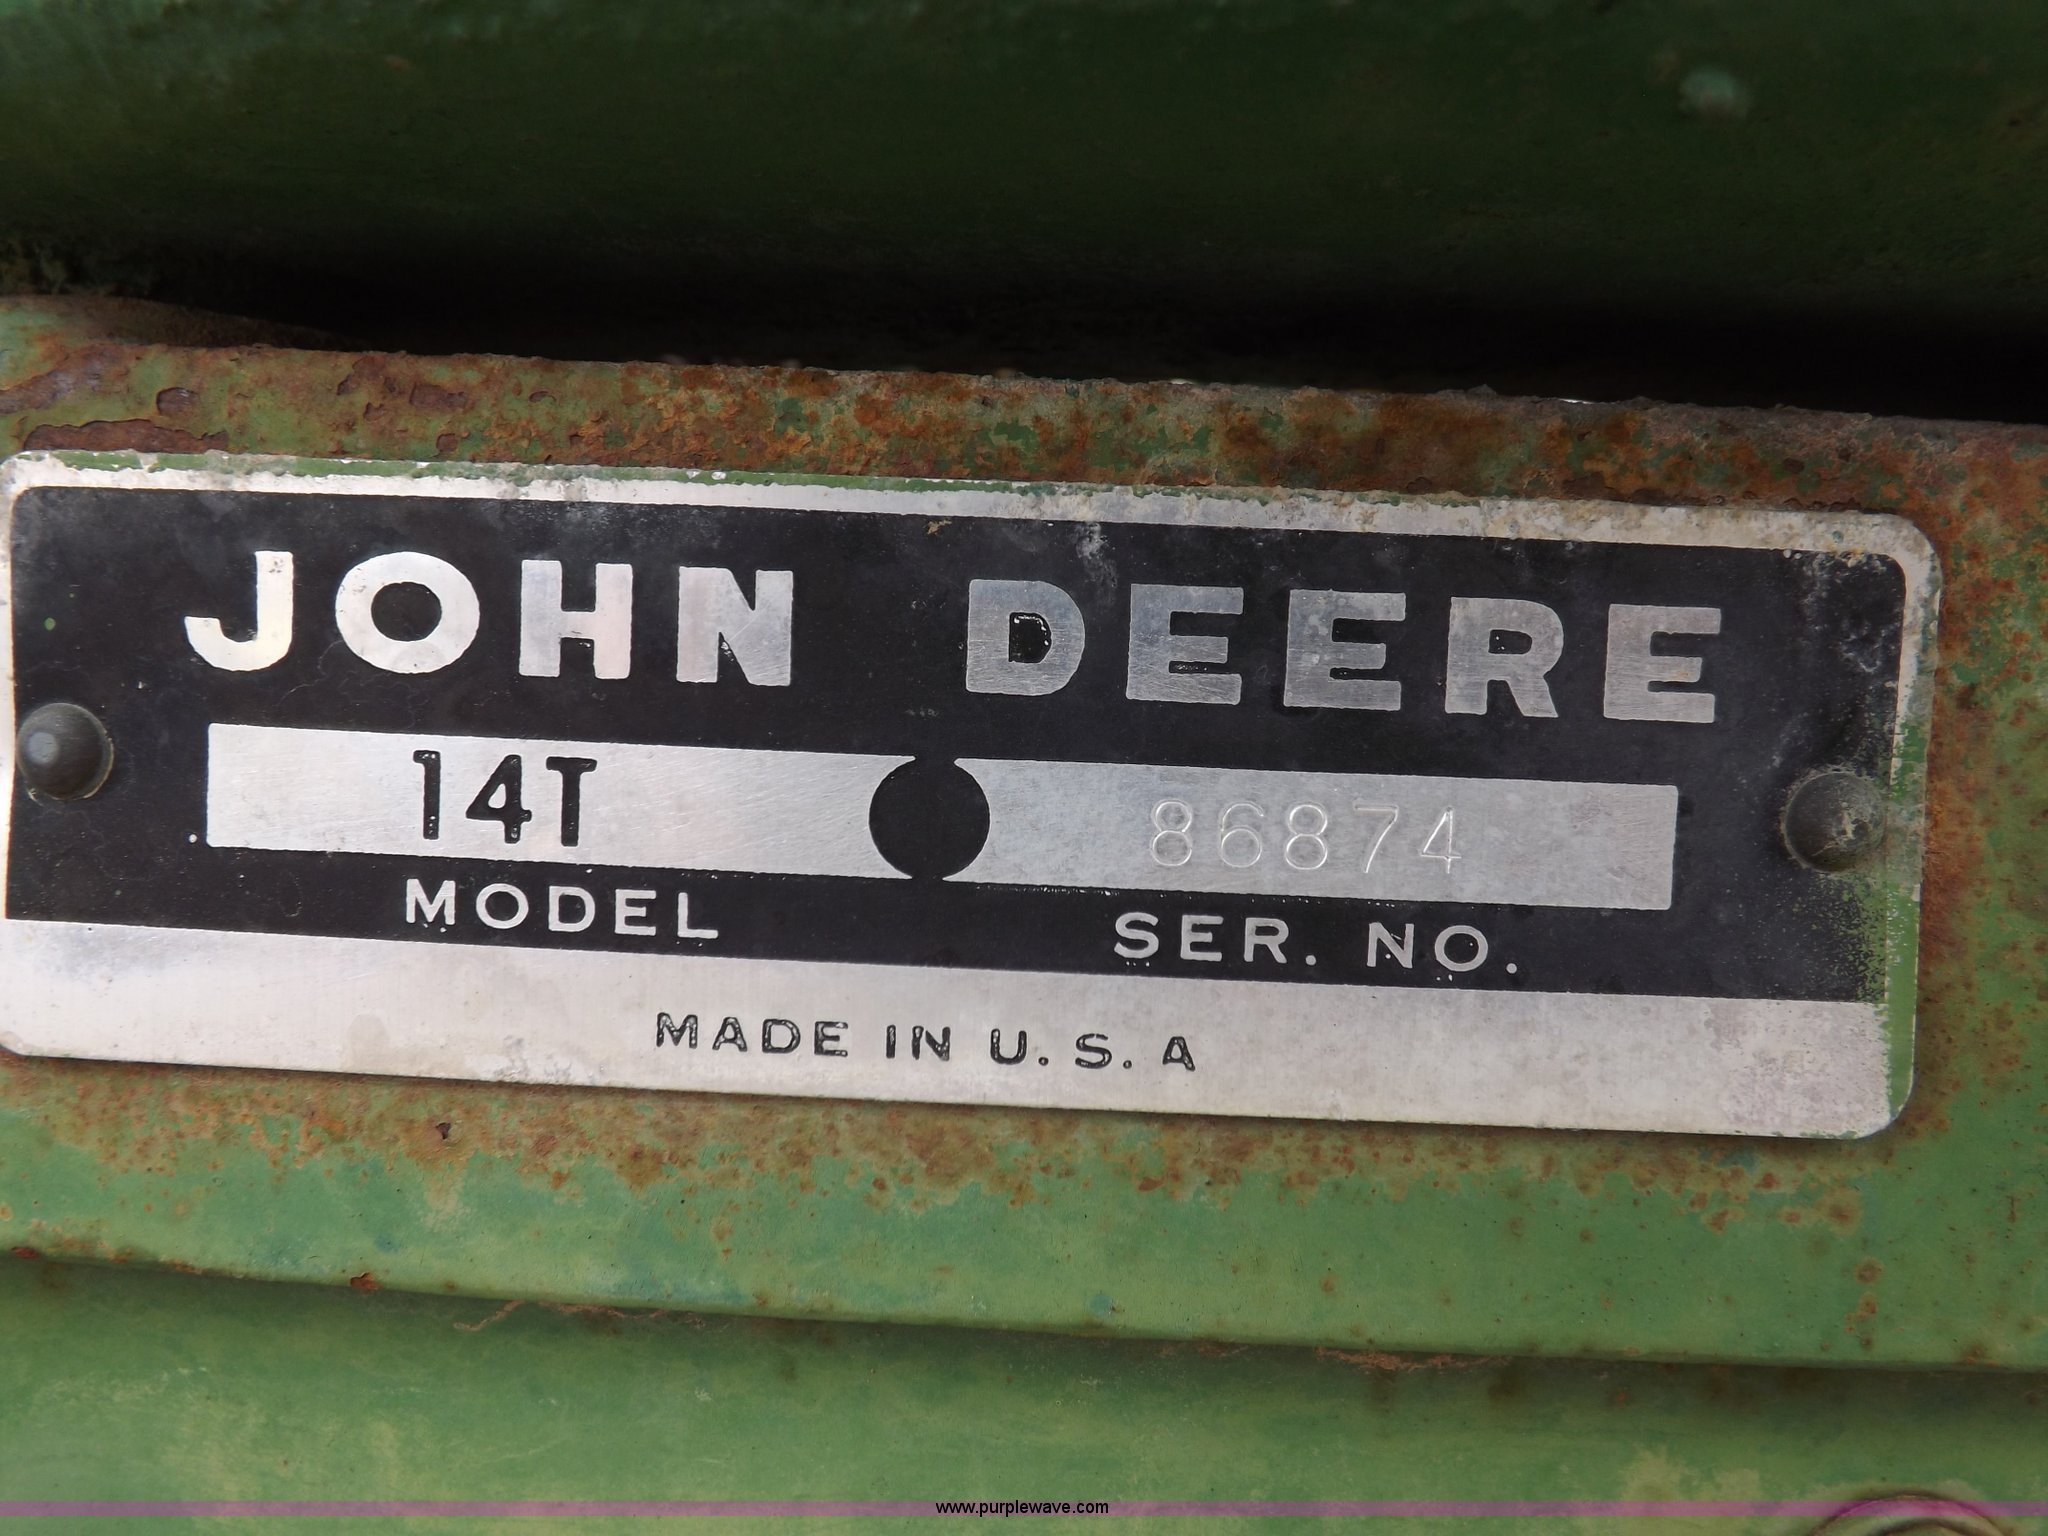 JOHN DEERE
14T 86874
MODEL SER. NO.
MADE IN U.S.A
www.purplewave.com